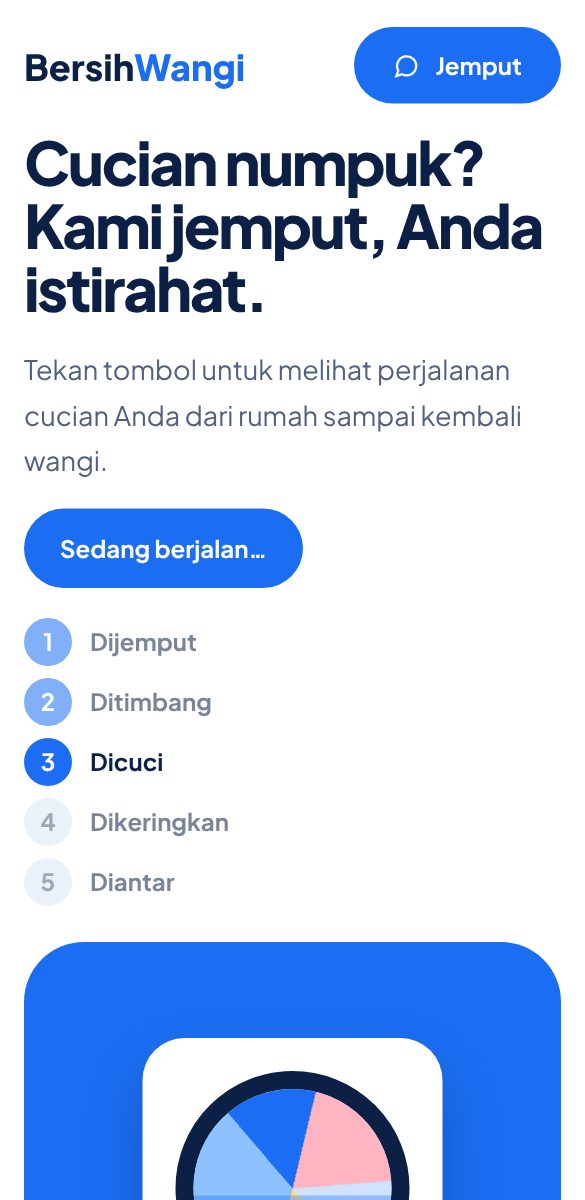 BersihWangi
Jemput
Cucian numpuk?
Kami jemput, Anda
istirahat.
Tekan tombol untuk melihat perjalanan
cucian Anda dari rumah sampai kembali
wangi.
Sedang berjalan…
1 Dijemput
2 Ditimbang
3 Dicuci
4 Dikeringkan
5 Diantar